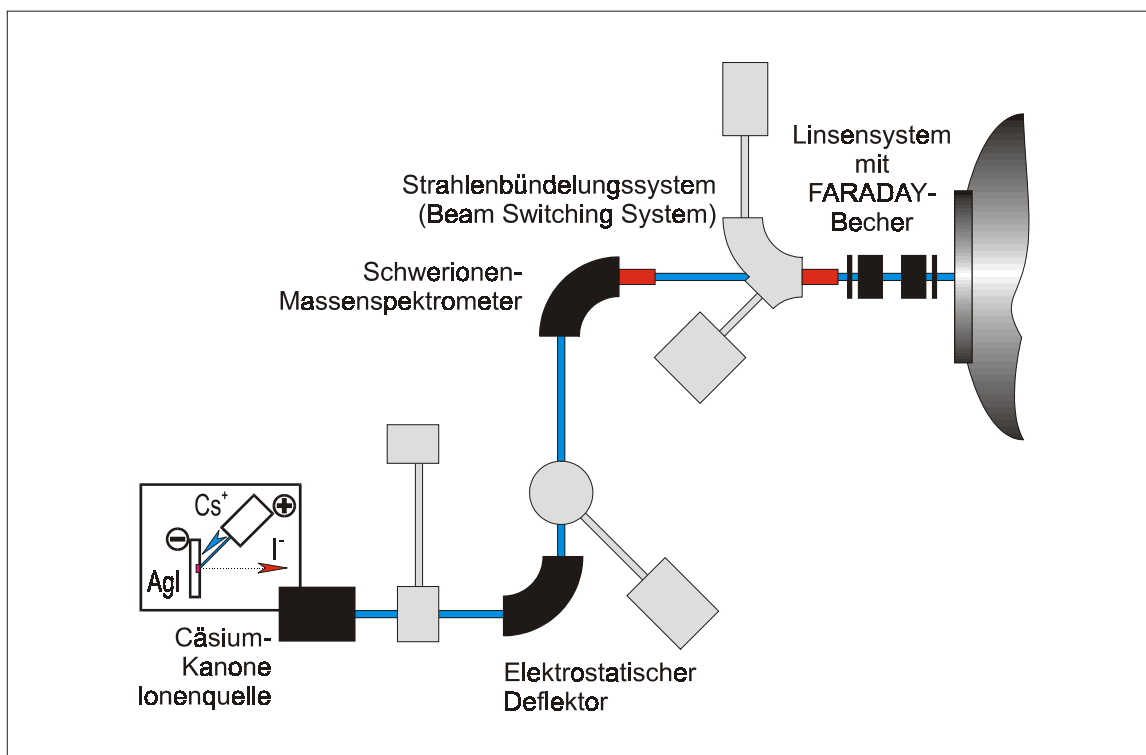 Linsensystem
mit
FARADAY-
Becher
Strahlenbündelungssystem
(Beam Switching System)
Schwerionen-
Massenspektrometer
Cs+
+
−
I-
AgI
Cäsium-
Kanone
Ionenquelle
Elektrostatischer
Deflektor